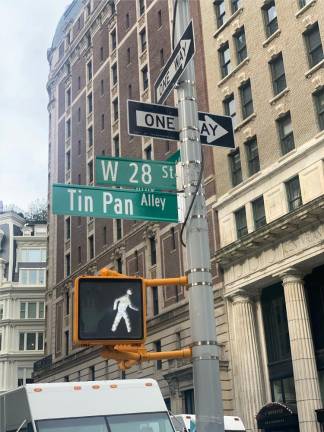 ONE WAY
ONE WAY
W 28 St
Tin Pan Alley